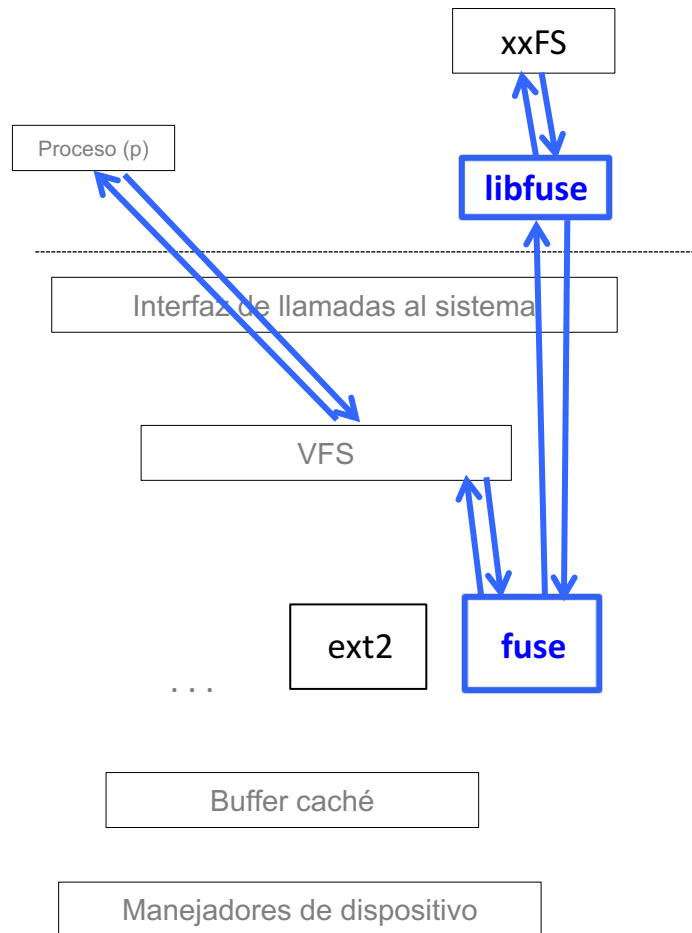 xxFS
Proceso (p)
libfuse
Interfaz de llamadas al sistema
VFS
ext2
fuse
. . .
Buffer caché
Manejadores de dispositivo